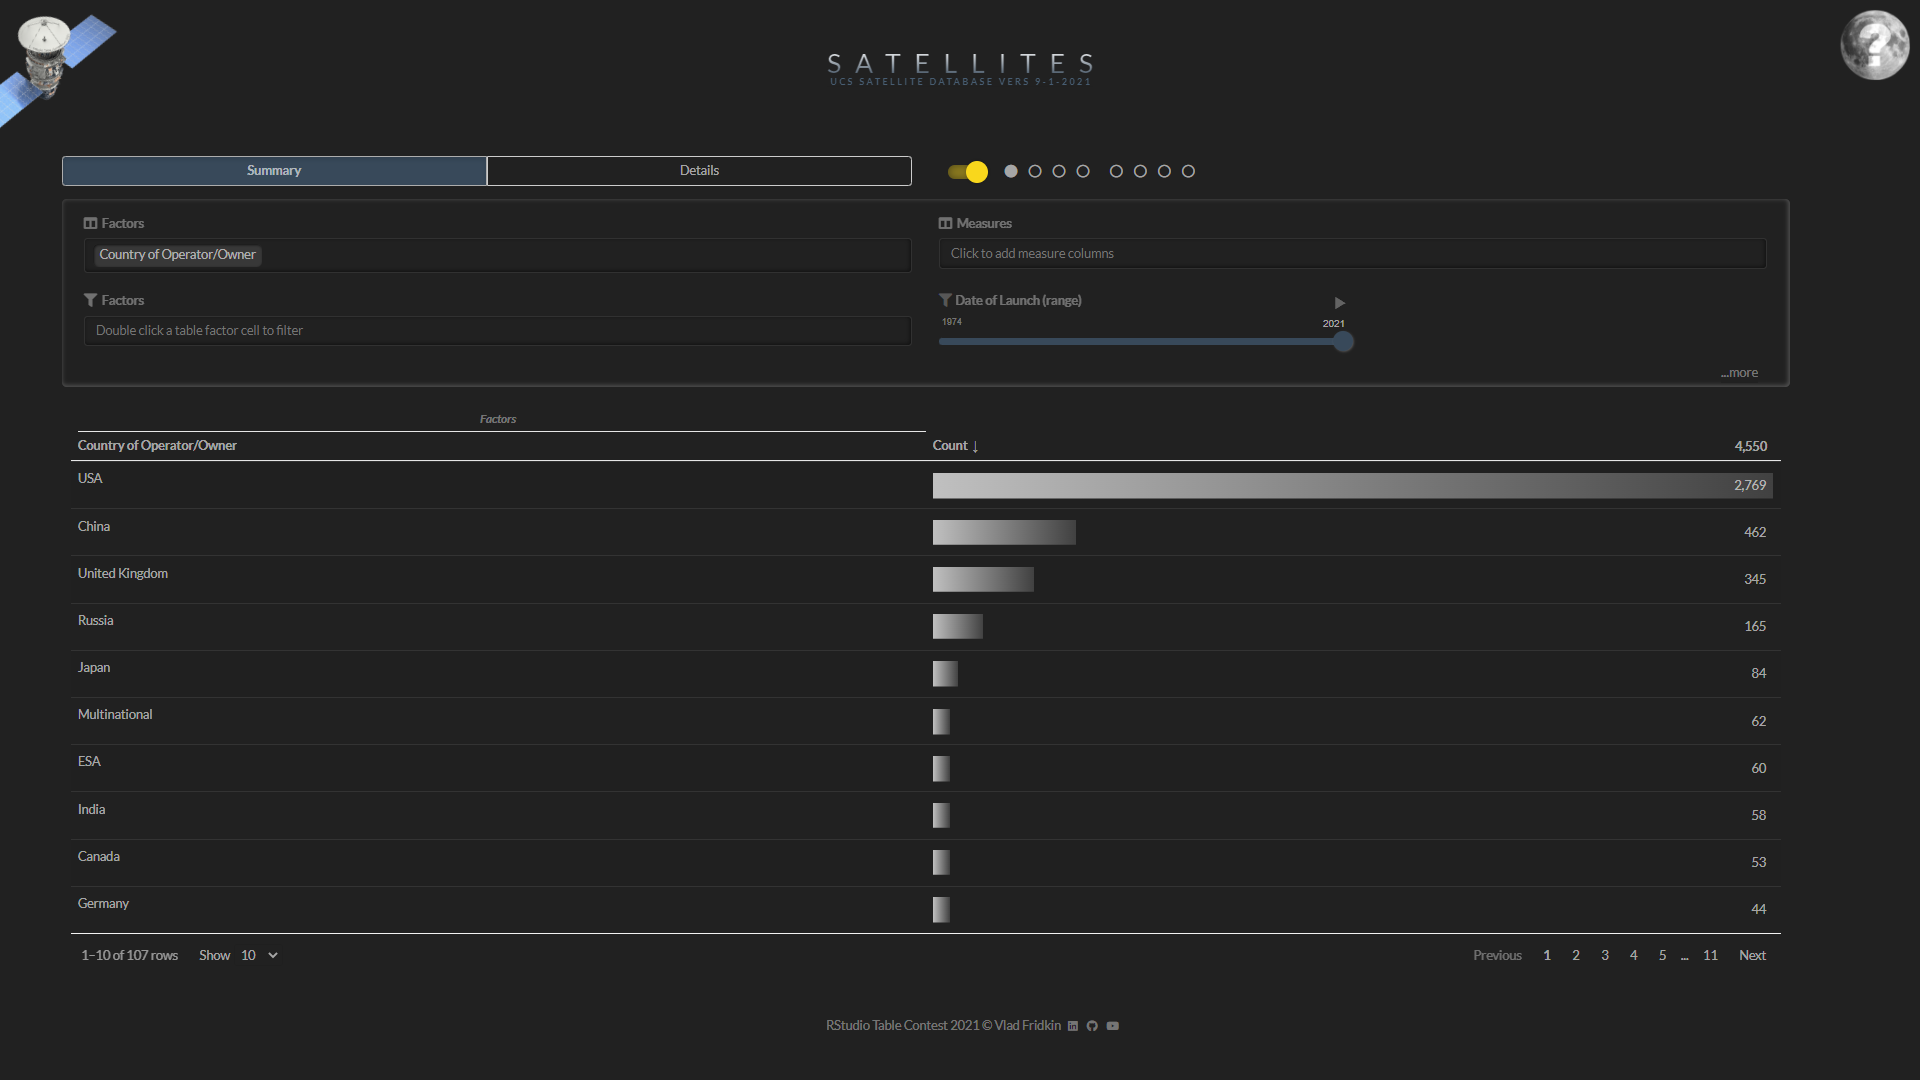 SATELLITES
UCS SATELLITE DATABASE VERS 9-1-2021
?
Summary Details
Factors
Country of Operator/Owner
Measures
Click to add measure columns
Factors
Double click a table factor cell to filter
Date of Launch (range)
1974 2021
...more
Factors
Country of Operator/Owner Count ↓ 4,550
USA 2,769
China 462
United Kingdom 345
Russia 165
Japan 84
Multinational 62
ESA 60
India 58
Canada 53
Germany 44
1–10 of 107 rows Show 10 Previous 1 2 3 4 5 ... 11 Next
RStudio Table Contest 2021 © Vlad Fridkin